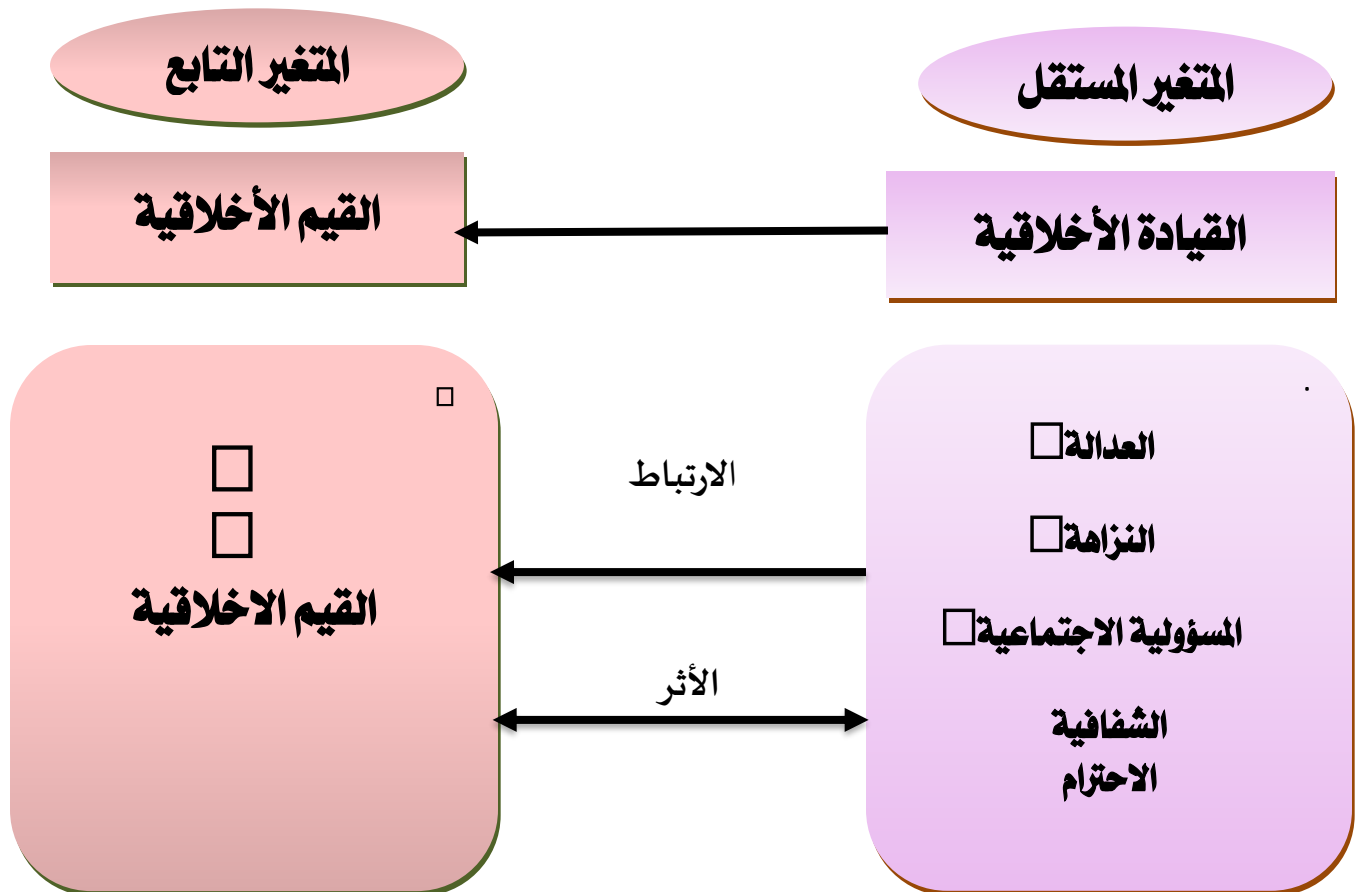 المتغير المستقل
المتغير التابع
القيادة الأخلاقية
القيم الأخلاقية
العدالة
النزاهة
المسؤولية الاجتماعية
الشفافية
الاحترام
الارتباط
الأثر
القيم الاخلاقية